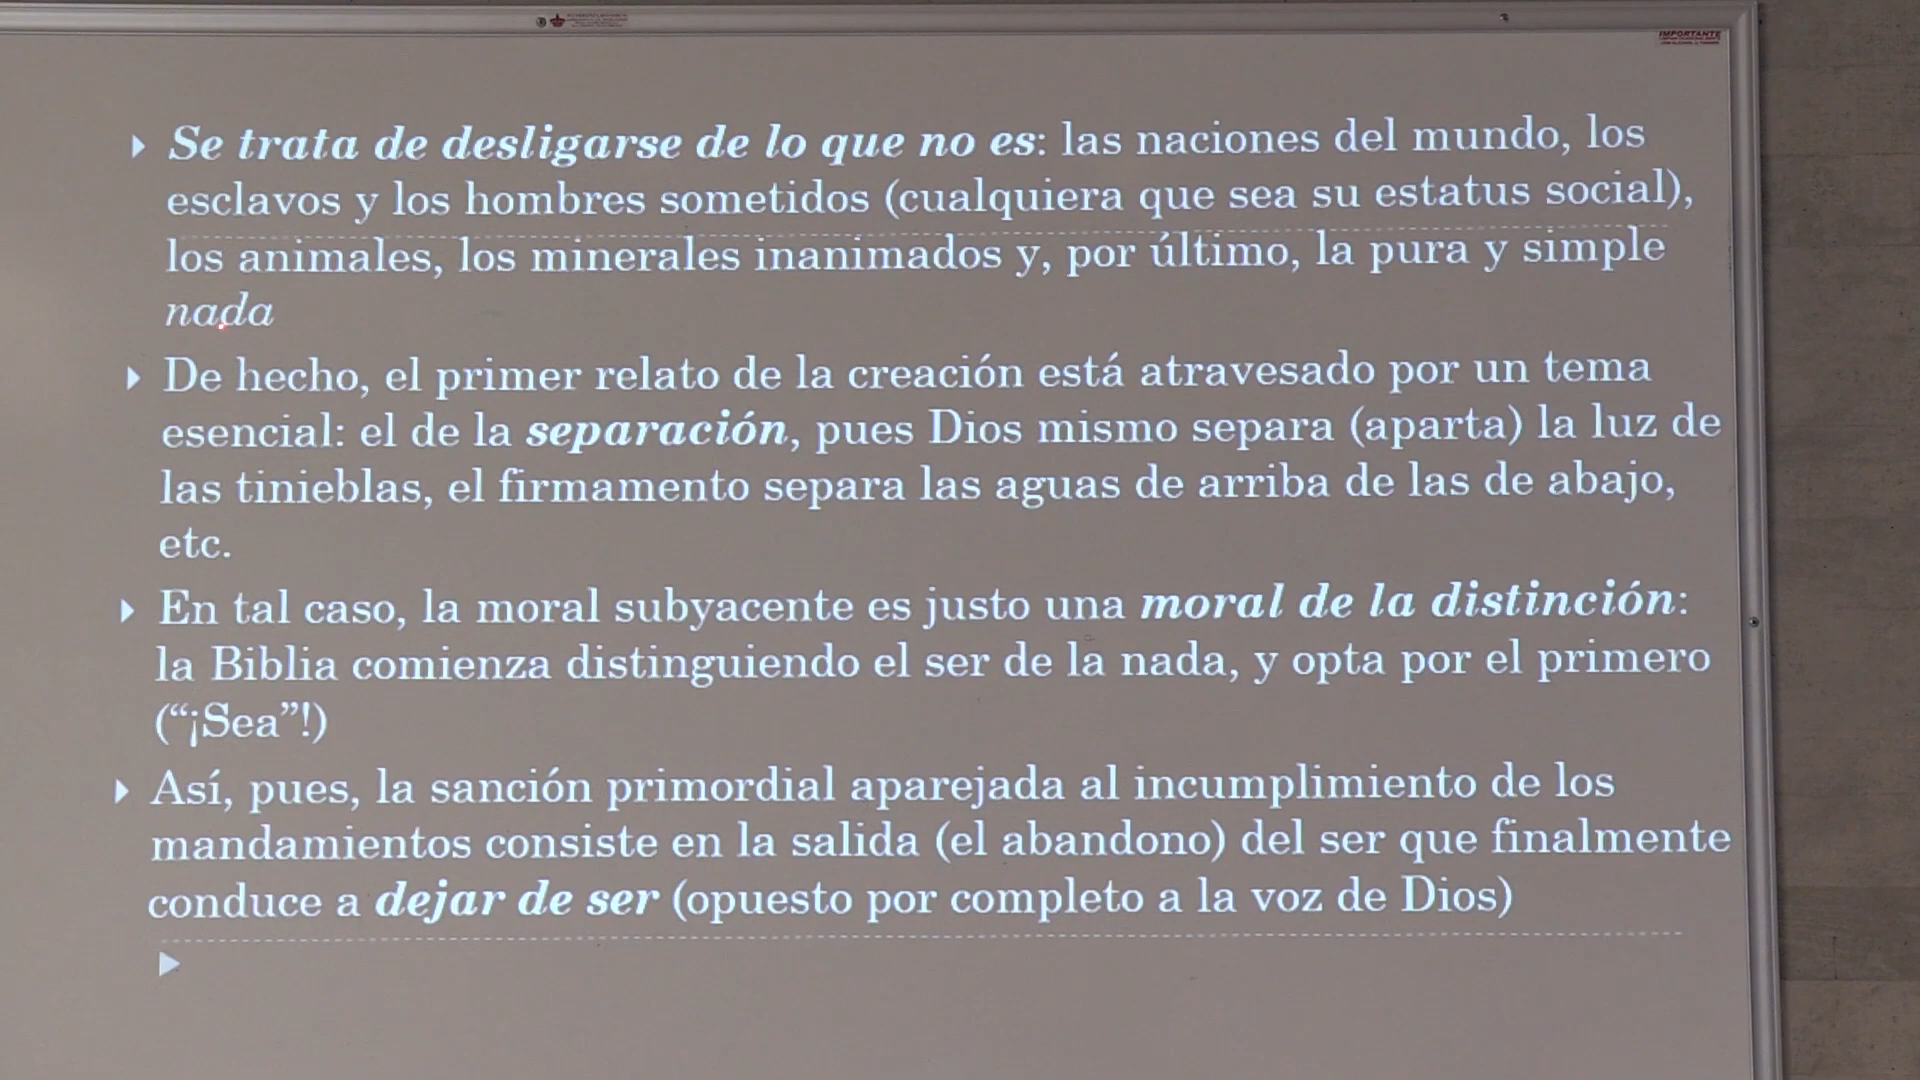 IMPORTANTE
Se trata de desligarse de lo que no es: las naciones del mundo, los
esclavos y los hombres sometidos (cualquiera que sea su estatus social),
los animales, los minerales inanimados y, por último, la pura y simple
nada
De hecho, el primer relato de la creación está atravesado por un tema
esencial: el de la separación, pues Dios mismo separa (aparta) la luz de
las tinieblas, el firmamento separa las aguas de arriba de las de abajo,
etc.
En tal caso, la moral subyacente es justo una moral de la distinción:
la Biblia comienza distinguiendo el ser de la nada, y opta por el primero
(“¡Sea”!)
Así, pues, la sanción primordial aparejada al incumplimiento de los
mandamientos consiste en la salida (el abandono) del ser que finalmente
conduce a dejar de ser (opuesto por completo a la voz de Dios)